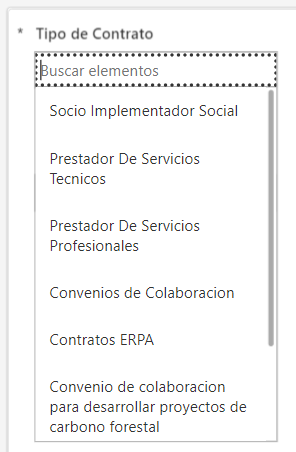 * Tipo de Contrato
Buscar elementos
Socio Implementador Social
Prestador De Servicios
Tecnicos
Prestador De Servicios
Profesionales
Convenios de Colaboracion
Contratos ERPA
Convenio de colaboracion
para desarrollar proyectos de
carbono forestal